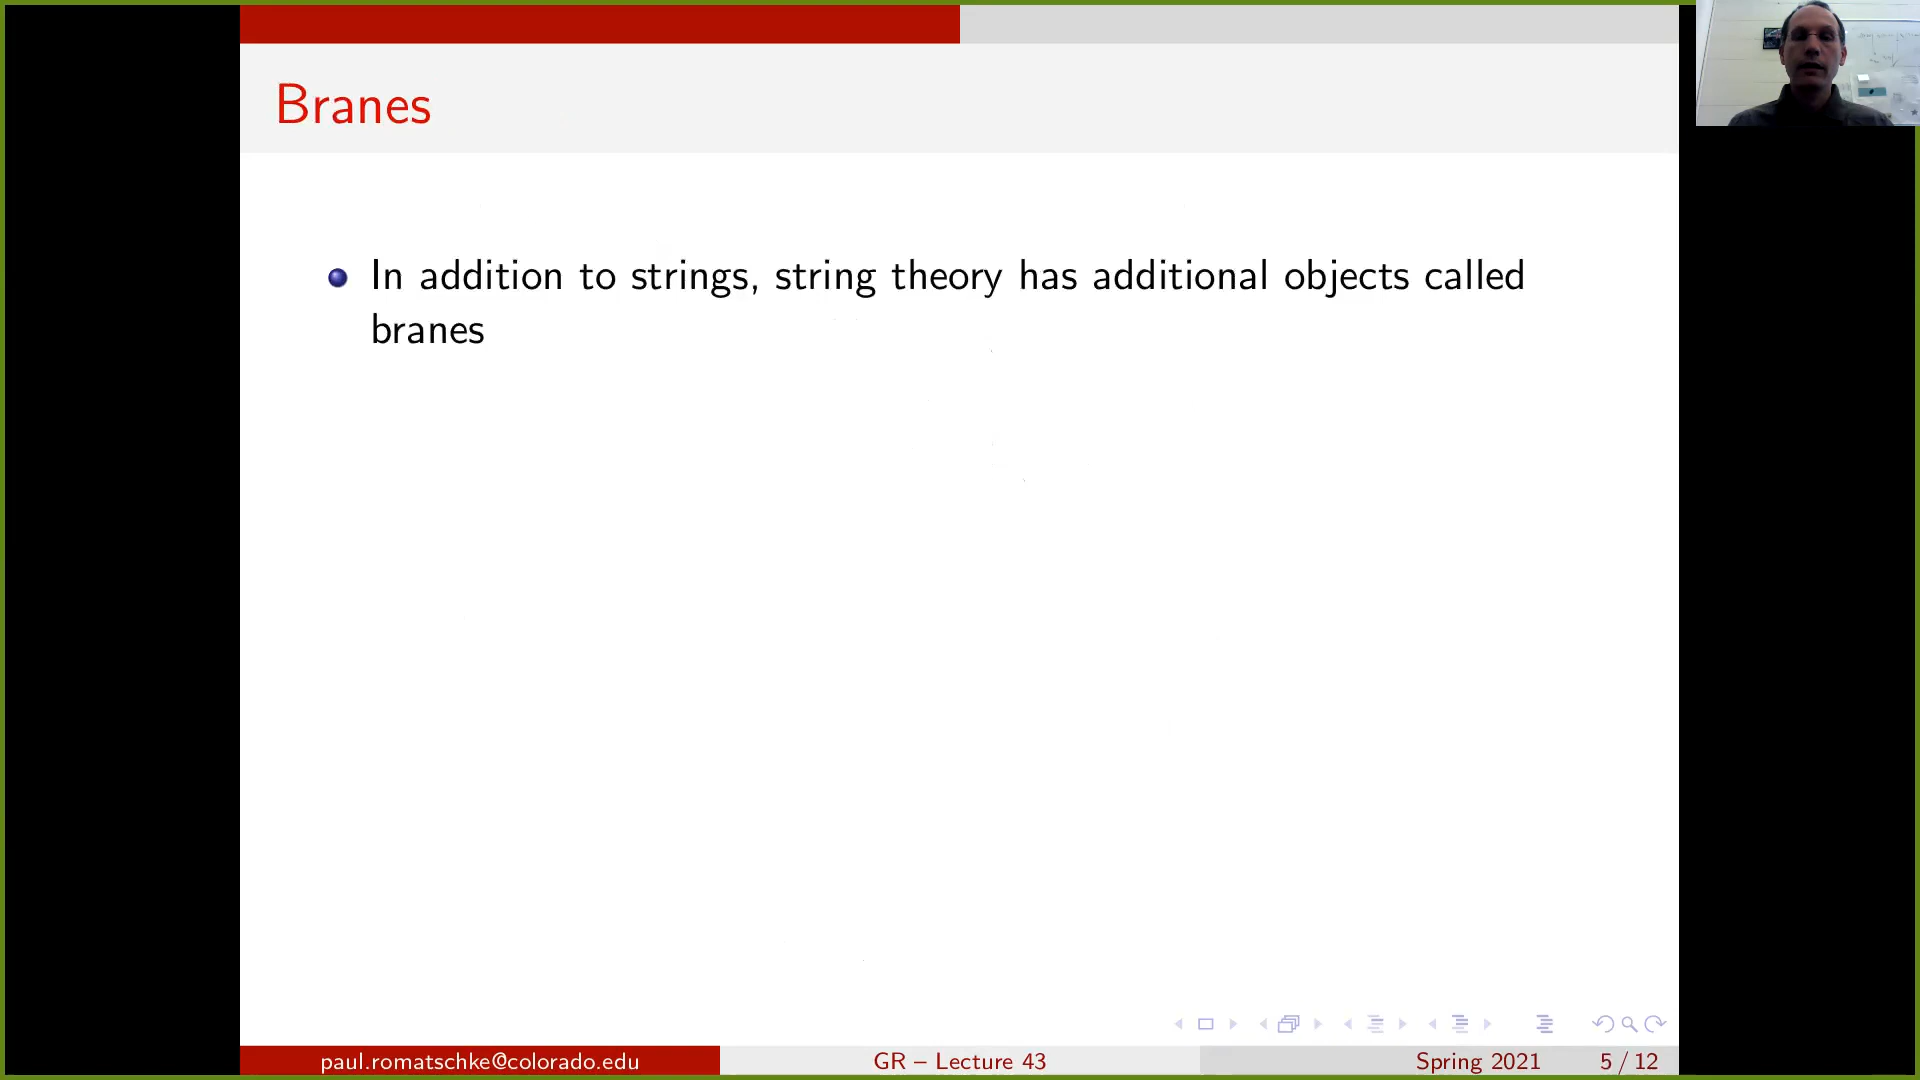 Branes
In addition to strings, string theory has additional objects called
branes
paul.romatschke@colorado.edu
GR – Lecture 43
Spring 2021
5 / 12